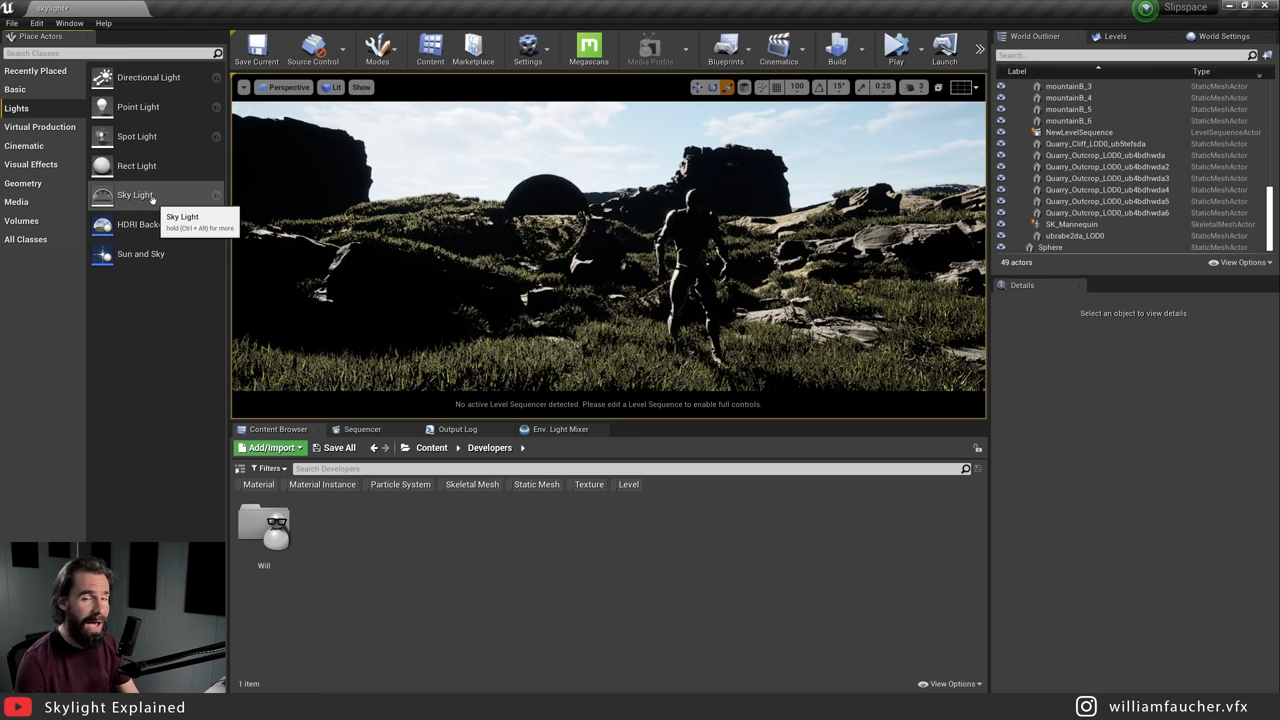 skylight*
Slipspace
File Edit Window Help
Place Actors
Search Classes
Recently Placed
Basic
Lights
Virtual Production
Cinematic
Visual Effects
Geometry
Media
Volumes
All Classes
Directional Light
Point Light
Spot Light
Rect Light
Sky Light
HDRI Back
Sun and Sky
Sky Light
hold (Ctrl + Alt) for more
Save Current Source Control Modes Content Marketplace Settings Megascans Media Profile Blueprints Cinematics Build Play Launch
Perspective Lit Show 100 15° 0.25 3
No active Level Sequencer detected. Please edit a Level Sequence to enable full controls.
Content Browser Sequencer Output Log Env. Light Mixer
Add/Import Save All Content Developers
Filters Search Developers
Material Material Instance Particle System Skeletal Mesh Static Mesh Texture Level
Will
1 item
View Options
World Outliner Levels World Settings
Search...
Label Type
mountainB_3 StaticMeshActor
mountainB_4 StaticMeshActor
mountainB_5 StaticMeshActor
mountainB_6 StaticMeshActor
NewLevelSequence LevelSequenceActor
Quarry_Cliff_LOD0_ub5tefsda StaticMeshActor
Quarry_Outcrop_LOD0_ub4bdhwda StaticMeshActor
Quarry_Outcrop_LOD0_ub4bdhwda2 StaticMeshActor
Quarry_Outcrop_LOD0_ub4bdhwda3 StaticMeshActor
Quarry_Outcrop_LOD0_ub4bdhwda4 StaticMeshActor
Quarry_Outcrop_LOD0_ub4bdhwda5 StaticMeshActor
Quarry_Outcrop_LOD0_ub4bdhwda6 StaticMeshActor
SK_Mannequin SkeletalMeshActor
ubrabe2da_LOD0 StaticMeshActor
Sphere StaticMeshActor
49 actors View Options
Details
Select an object to view details.
Skylight Explained
williamfaucher.vfx